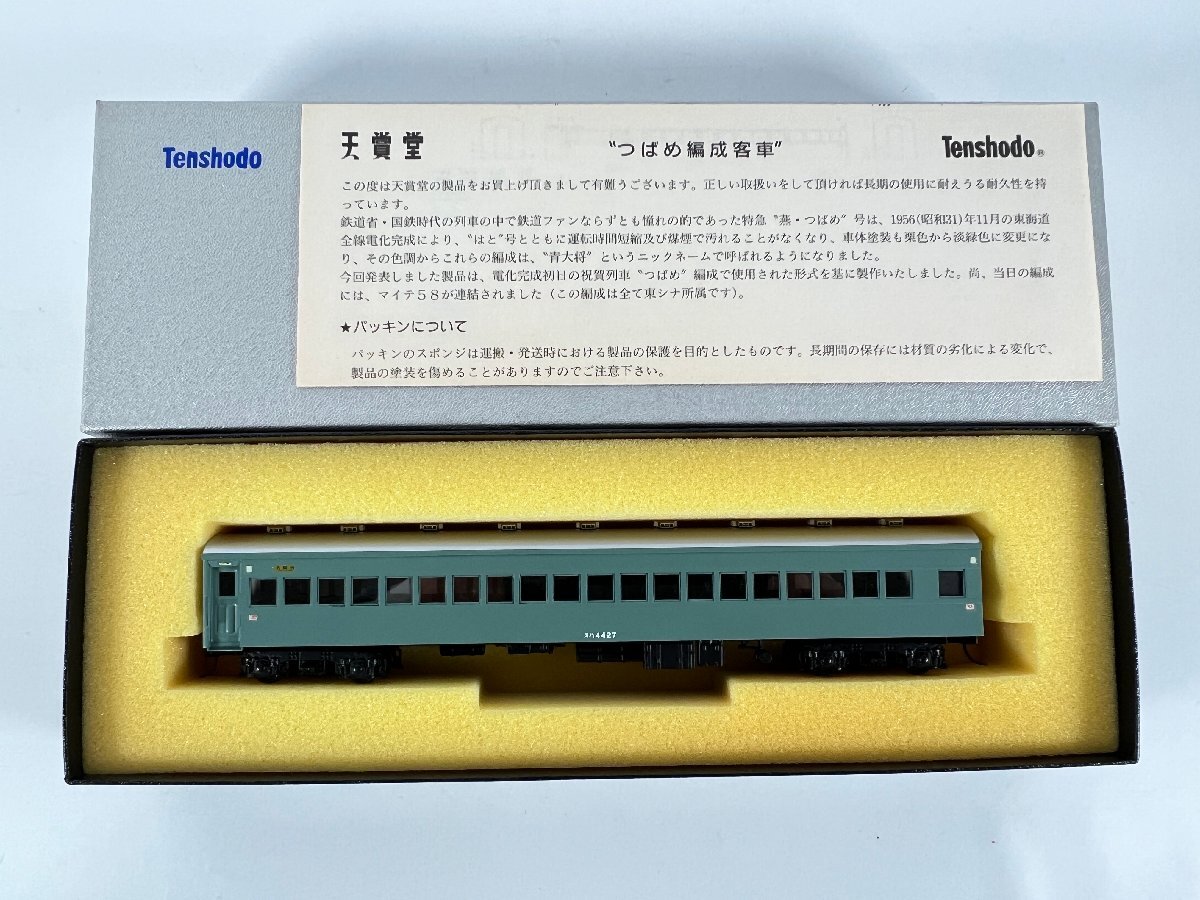 Tenshodo
天賞堂
“つばめ編成客車”
Tenshodo®
この度は天賞堂の製品をお買上げ頂きまして有難うございます。正しい取扱いをして頂ければ長期の使用に耐えうる耐久性を持
っています。
鉄道省・国鉄時代の列車の中で鉄道ファンならずとも憧れの的であった特急〝燕・つばめ〟号は、1956(昭和31)年11月の東海道
全線電化完成により、〝はと〟号とともに運転時間短縮及び煤煙で汚れることがなくなり、車体塗装も栗色から淡緑色に変更にな
り、その色調からこれらの編成は、〝青大将〟というニックネームで呼ばれるようになりました。
今回発表しました製品は、電化完成初日の祝賀列車〝つばめ〟編成で使用された形式を基に製作いたしました。尚、当日の編成
には、マイテ58が連結されました（この編成は全て東シナ所属です）。
★パッキンについて
パッキンのスポンジは運搬・発送時における製品の保護を目的としたものです。長期間の保存には材質の劣化による変化で、
製品の塗装を傷めることがありますのでご注意下さい。
スハ4427